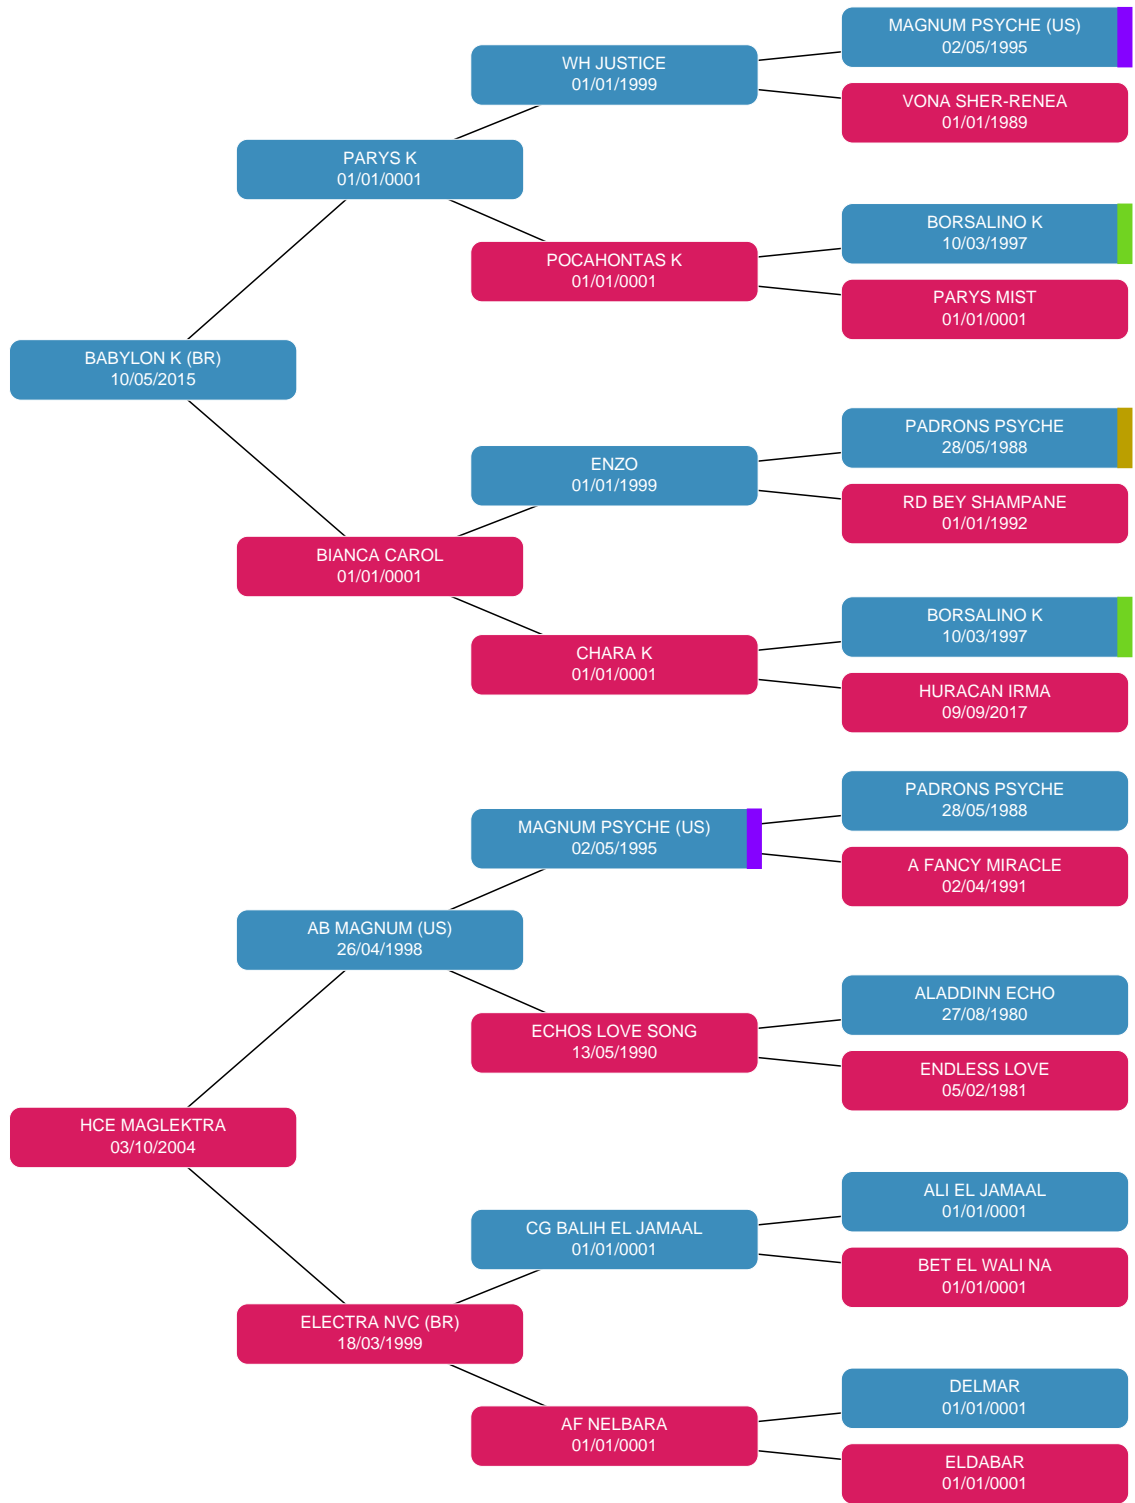 MAGNUM PSYCHE (US)
02/05/1995
WH JUSTICE
01/01/1999
VONA SHER-RENEA
01/01/1989
PARYS K
01/01/0001
BORSALINO K
10/03/1997
POCAHONTAS K
01/01/0001
PARYS MIST
01/01/0001
BABYLON K (BR)
10/05/2015
PADRONS PSYCHE
28/05/1988
ENZO
01/01/1999
RD BEY SHAMPANE
01/01/1992
BIANCA CAROL
01/01/0001
BORSALINO K
10/03/1997
CHARA K
01/01/0001
HURACAN IRMA
09/09/2017
PADRONS PSYCHE
28/05/1988
MAGNUM PSYCHE (US)
02/05/1995
A FANCY MIRACLE
02/04/1991
AB MAGNUM (US)
26/04/1998
ALADDINN ECHO
27/08/1980
ECHOS LOVE SONG
13/05/1990
ENDLESS LOVE
05/02/1981
HCE MAGLEKTRA
03/10/2004
ALI EL JAMAAL
01/01/0001
CG BALIH EL JAMAAL
01/01/0001
BET EL WALI NA
01/01/0001
ELECTRA NVC (BR)
18/03/1999
DELMAR
01/01/0001
AF NELBARA
01/01/0001
ELDABAR
01/01/0001